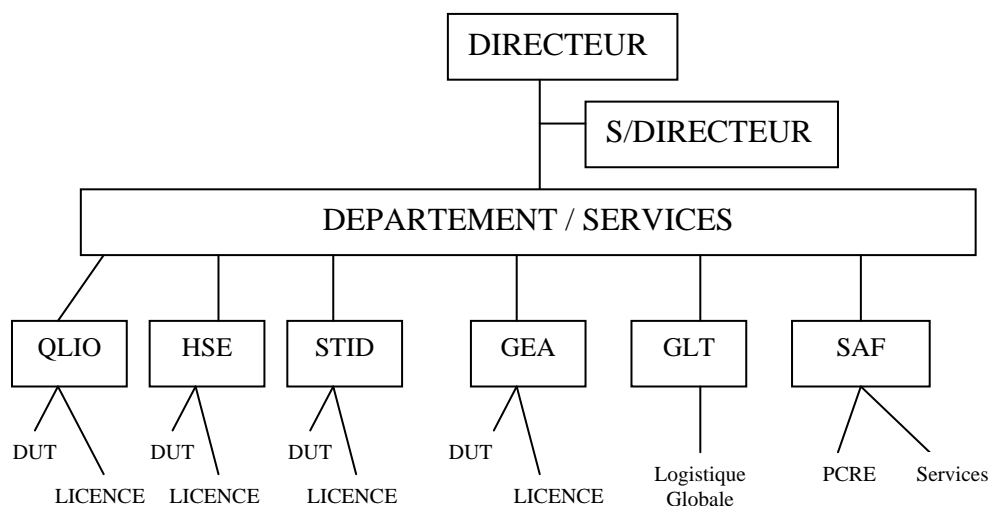 DIRECTEUR
S/DIRECTEUR
DEPARTEMENT / SERVICES
QLIO
HSE
STID
GEA
GLT
SAF
DUT
LICENCE
DUT
LICENCE
DUT
LICENCE
DUT
LICENCE
Logistique
Globale
PCRE
Services